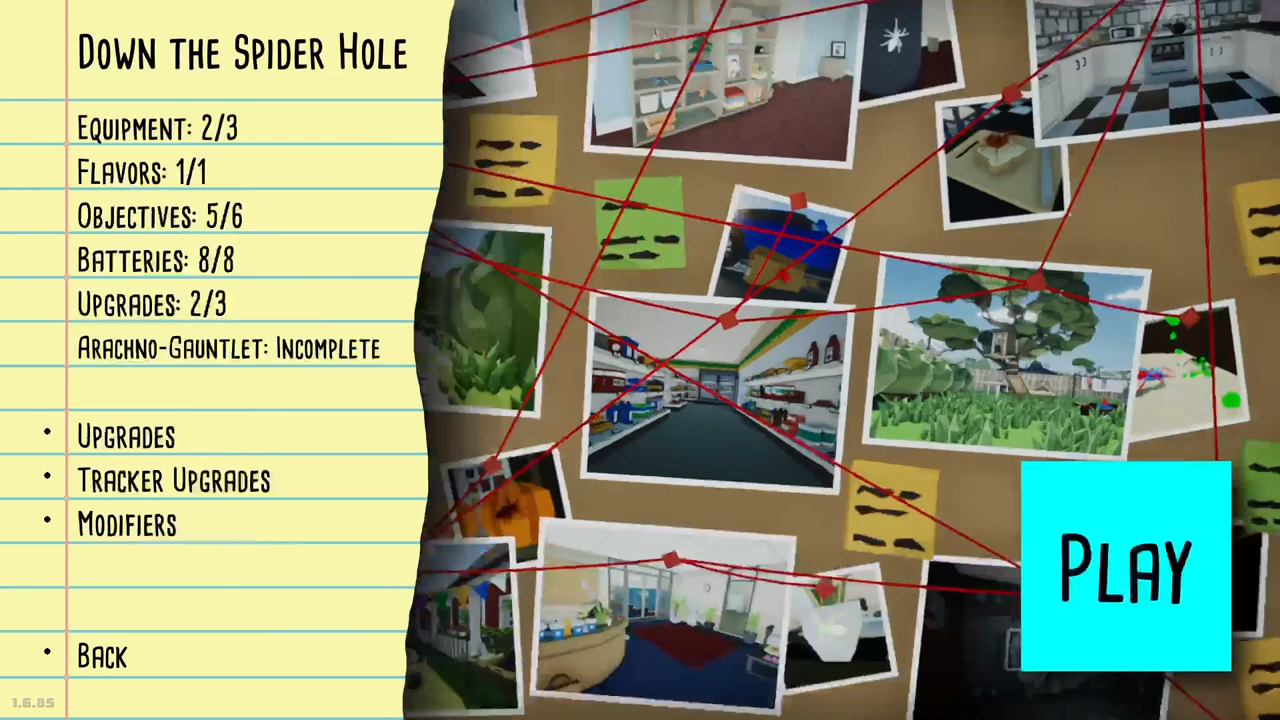 Down the Spider Hole
Equipment: 2/3
Flavors: 1/1
Objectives: 5/6
Batteries: 8/8
Upgrades: 2/3
Arachno-Gauntlet: Incomplete
Upgrades
Tracker Upgrades
Modifiers
Play
Back
1.6.85